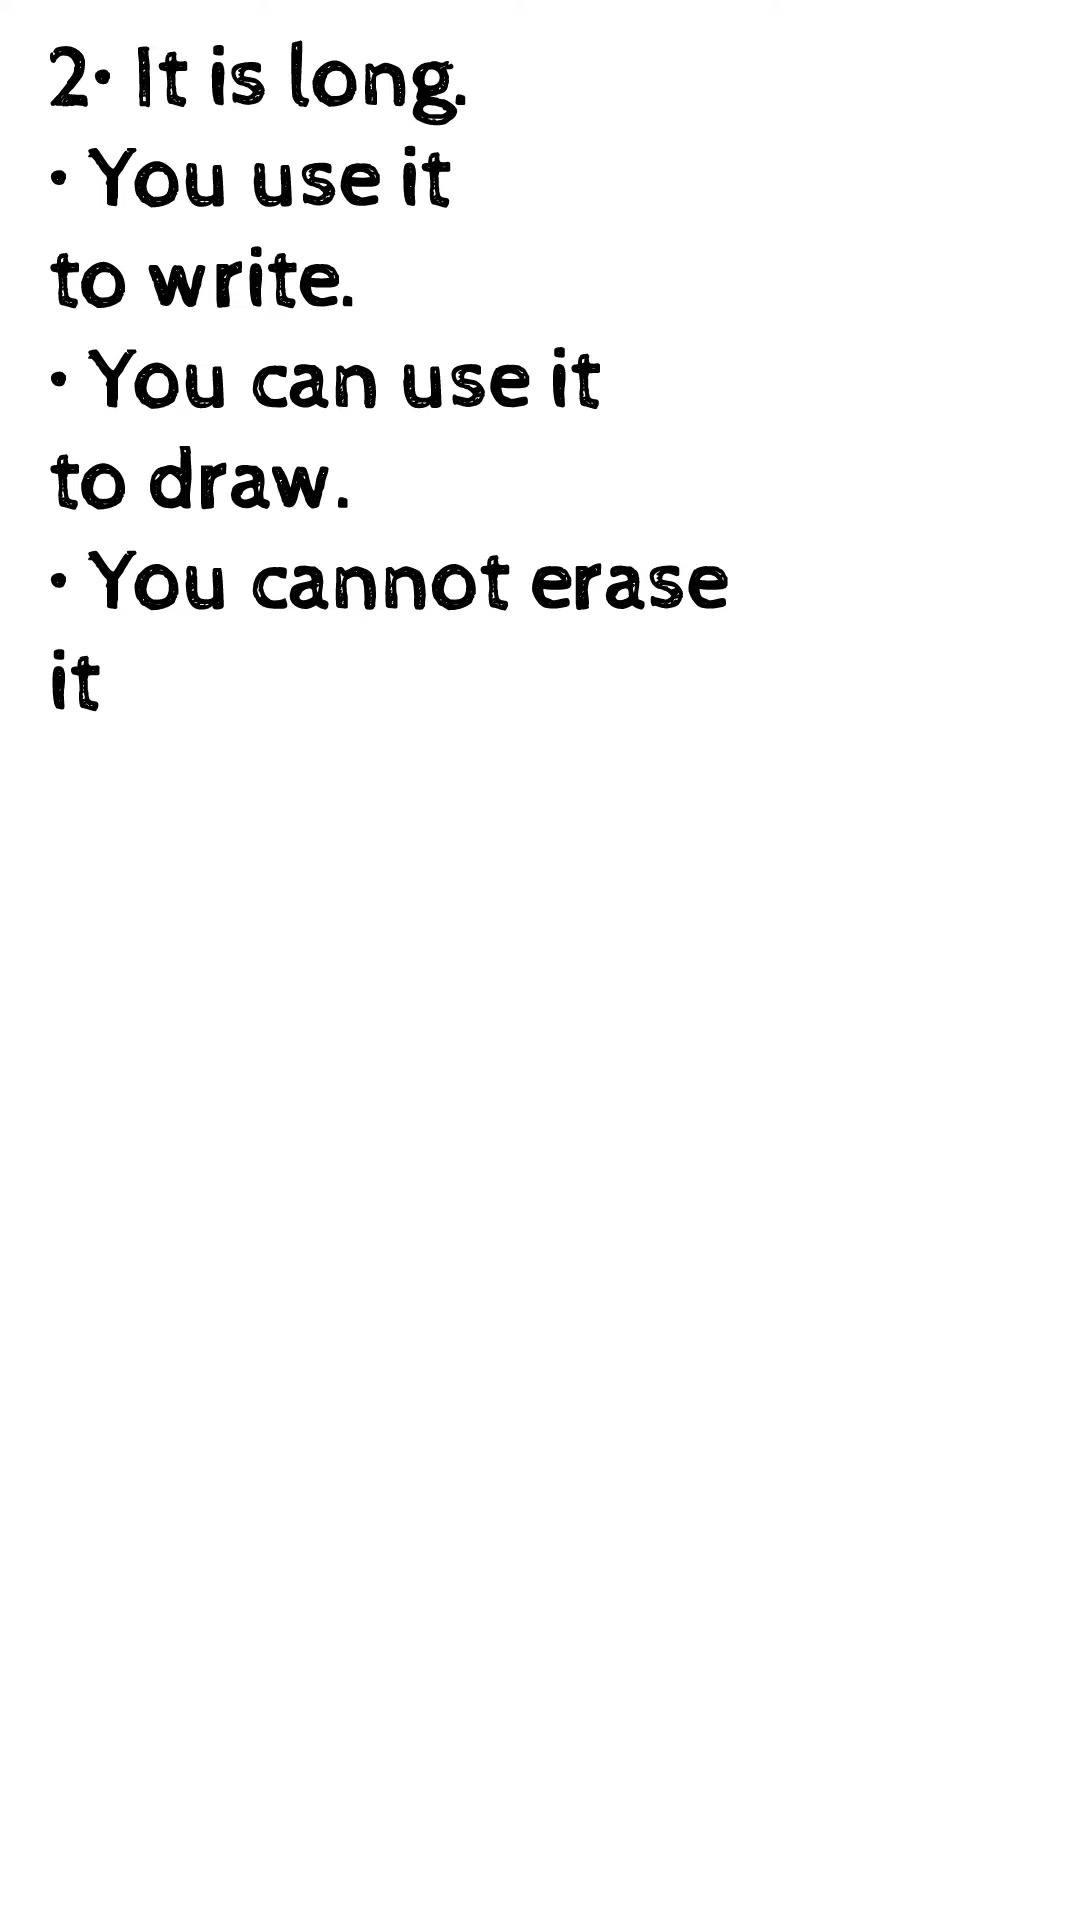 2• It is long.
• You use it
to write.
• You can use it
to draw.
• You cannot erase
it